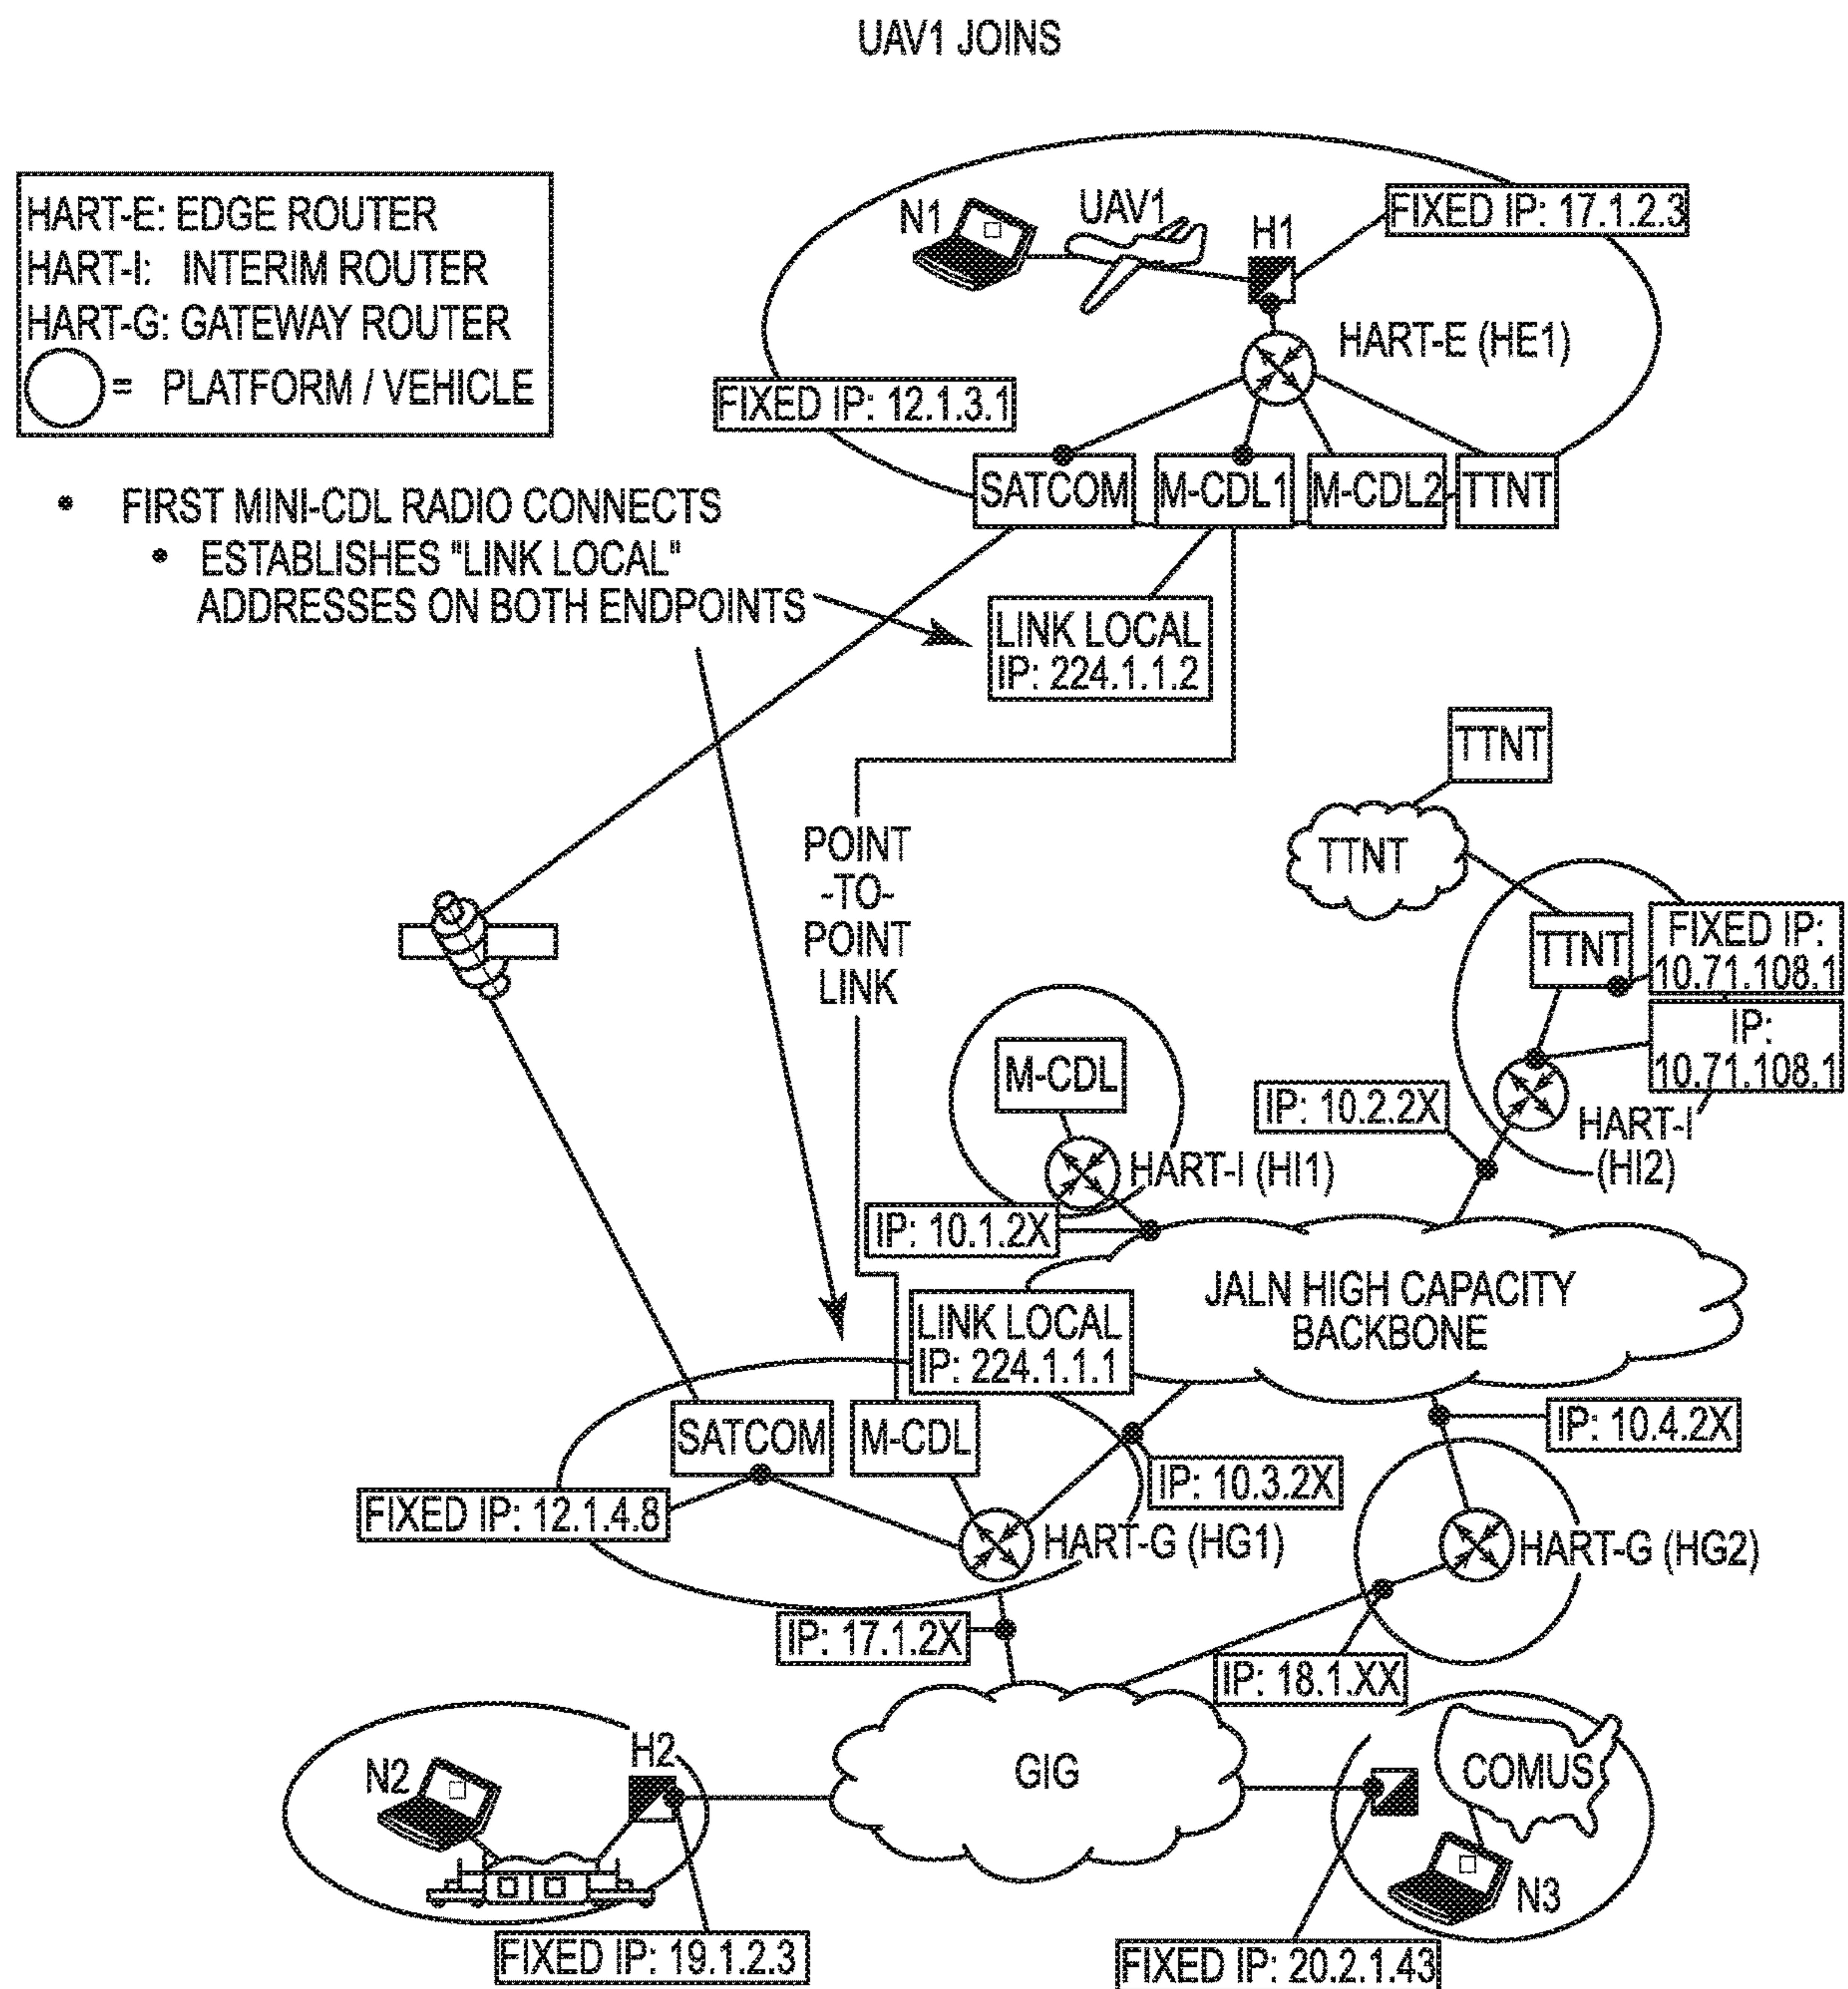 UAV1 JOINS
HART-E: EDGE ROUTER
HART-I: INTERIM ROUTER
HART-G: GATEWAY ROUTER
= PLATFORM / VEHICLE
N1
UAV1
H1
FIXED IP: 17.1.2.3
HART-E (HE1)
FIXED IP: 12.1.3.1
SATCOM
M-CDL1
M-CDL2
TTNT
• FIRST MINI-CDL RADIO CONNECTS
• ESTABLISHES "LINK LOCAL"
ADDRESSES ON BOTH ENDPOINTS
LINK LOCAL
IP: 224.1.1.2
TTNT
TTNT
POINT
-TO-
POINT
LINK
TTNT
FIXED IP:
10.71.108.1
IP:
10.71.108.1
M-CDL
IP: 10.2.2X
HART-I
(HI2)
HART-I (HI1)
IP: 10.1.2X
JALN HIGH CAPACITY
BACKBONE
LINK LOCAL
IP: 224.1.1.1
SATCOM
M-CDL
IP: 10.4.2X
IP: 10.3.2X
FIXED IP: 12.1.4.8
HART-G (HG1)
HART-G (HG2)
IP: 17.1.2X
IP: 18.1.XX
N2
H2
GIG
COMUS
N3
FIXED IP: 19.1.2.3
FIXED IP: 20.2.1.43